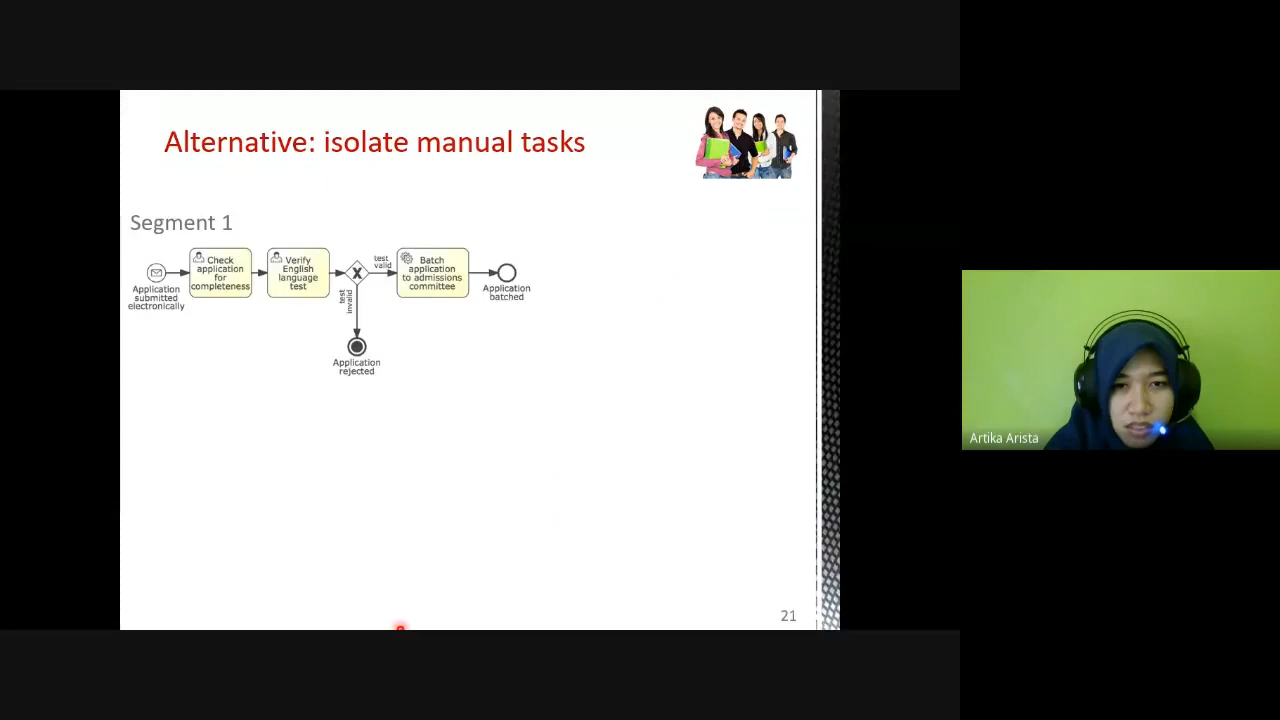 Alternative: isolate manual tasks
Segment 1
Application
submitted
electronically
Check
application
for
completeness
Verify
English
language
test
X
test
valid
test
invalid
Batch
application
to admissions
committee
Application
batched
Application
rejected
21
Artika Arista